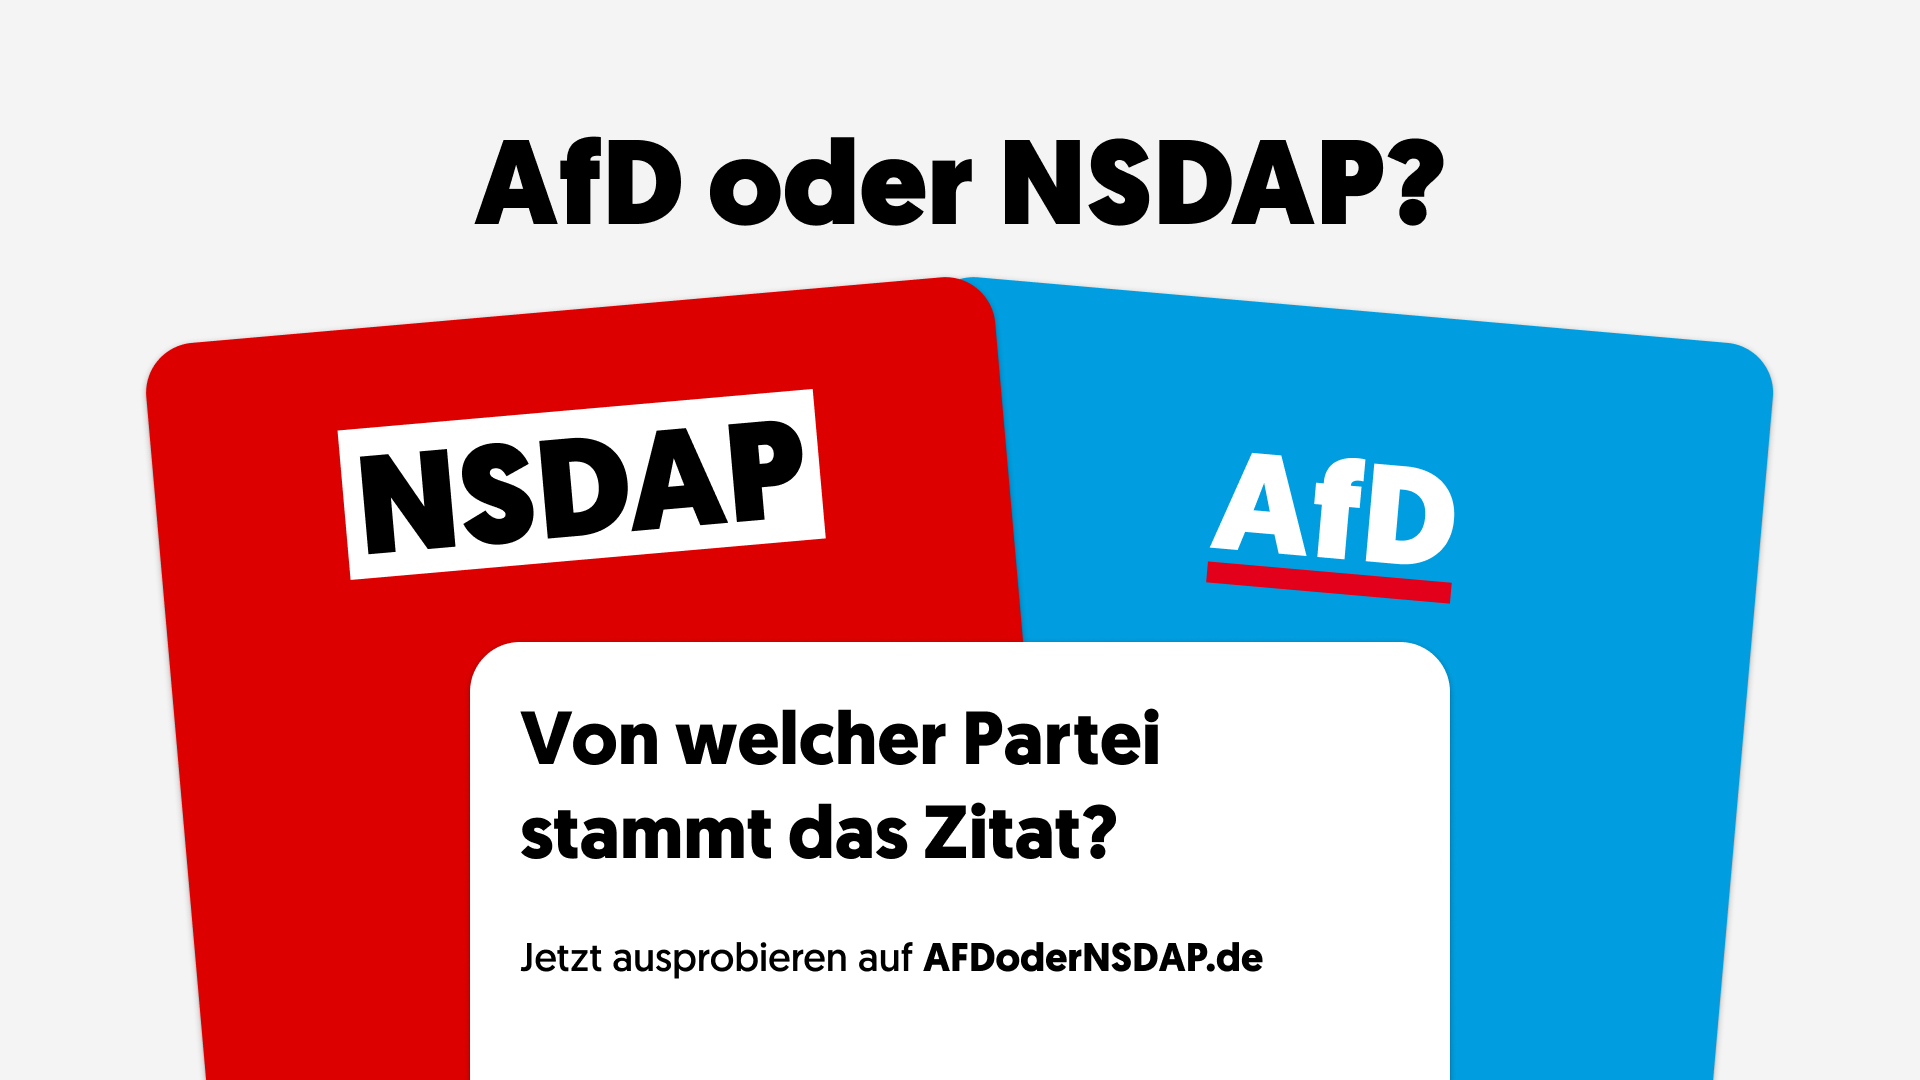 AfD oder NSDAP?
NSDAP
AfD
Von welcher Partei
stammt das Zitat?
Jetzt ausprobieren auf AFDoderNSDAP.de